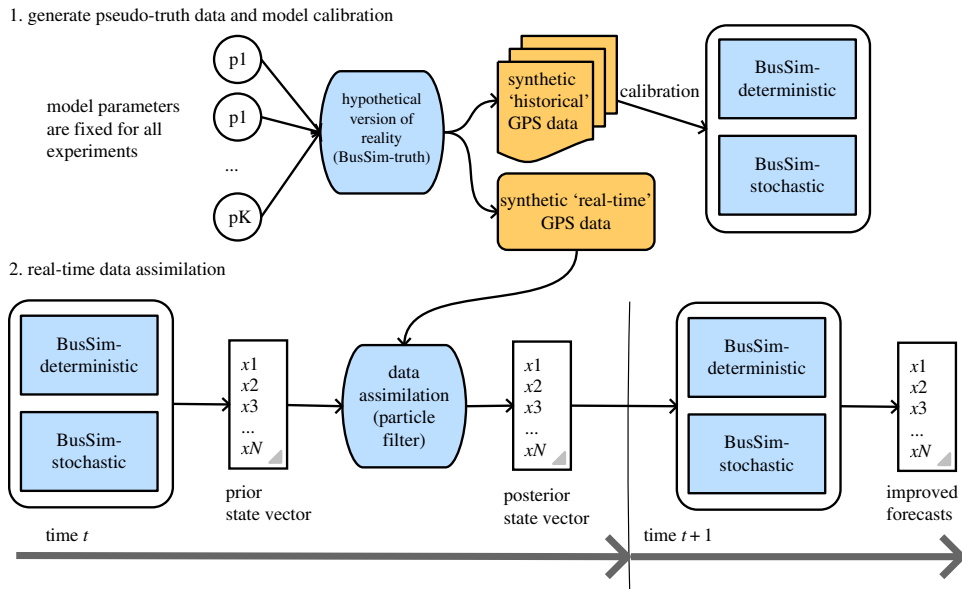 1. generate pseudo-truth data and model calibration
p1
p1
...
pK
model parameters
are fixed for all
experiments
hypothetical
version of
reality
(BusSim-truth)
synthetic
‘historical’
GPS data
calibration
BusSim-
deterministic
BusSim-
stochastic
synthetic ‘real-time’
GPS data
2. real-time data assimilation
BusSim-
deterministic
BusSim-
stochastic
x1
x2
x3
...
xN
prior
state vector
data
assimilation
(particle
filter)
x1
x2
x3
...
xN
posterior
state vector
BusSim-
deterministic
BusSim-
stochastic
x1
x2
x3
...
xN
improved
forecasts
time t
time t + 1